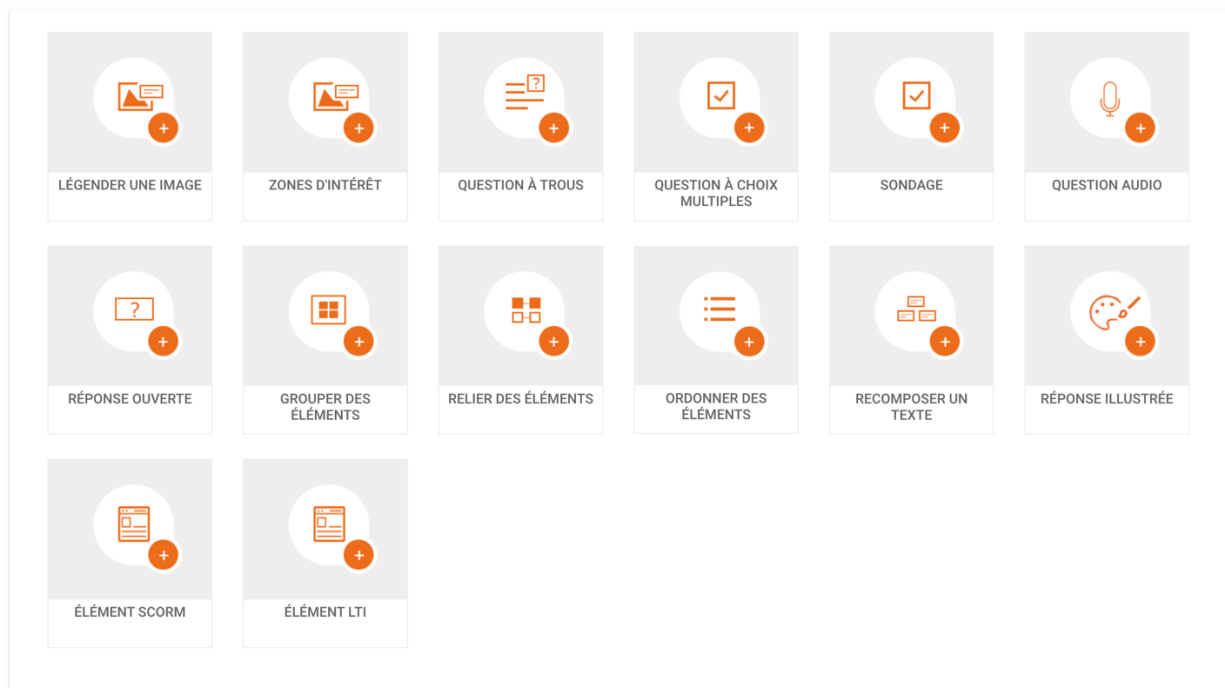 LÉGENDER UNE IMAGE
ZONES D'INTÉRÊT
QUESTION À TROUS
QUESTION À CHOIX
MULTIPLES
SONDAGE
QUESTION AUDIO
RÉPONSE OUVERTE
GROUPER DES
ÉLÉMENTS
RELIER DES ÉLÉMENTS
ORDONNER DES
ÉLÉMENTS
RECOMPOSER UN
TEXTE
RÉPONSE ILLUSTRÉE
ÉLÉMENT SCORM
ÉLÉMENT LTI